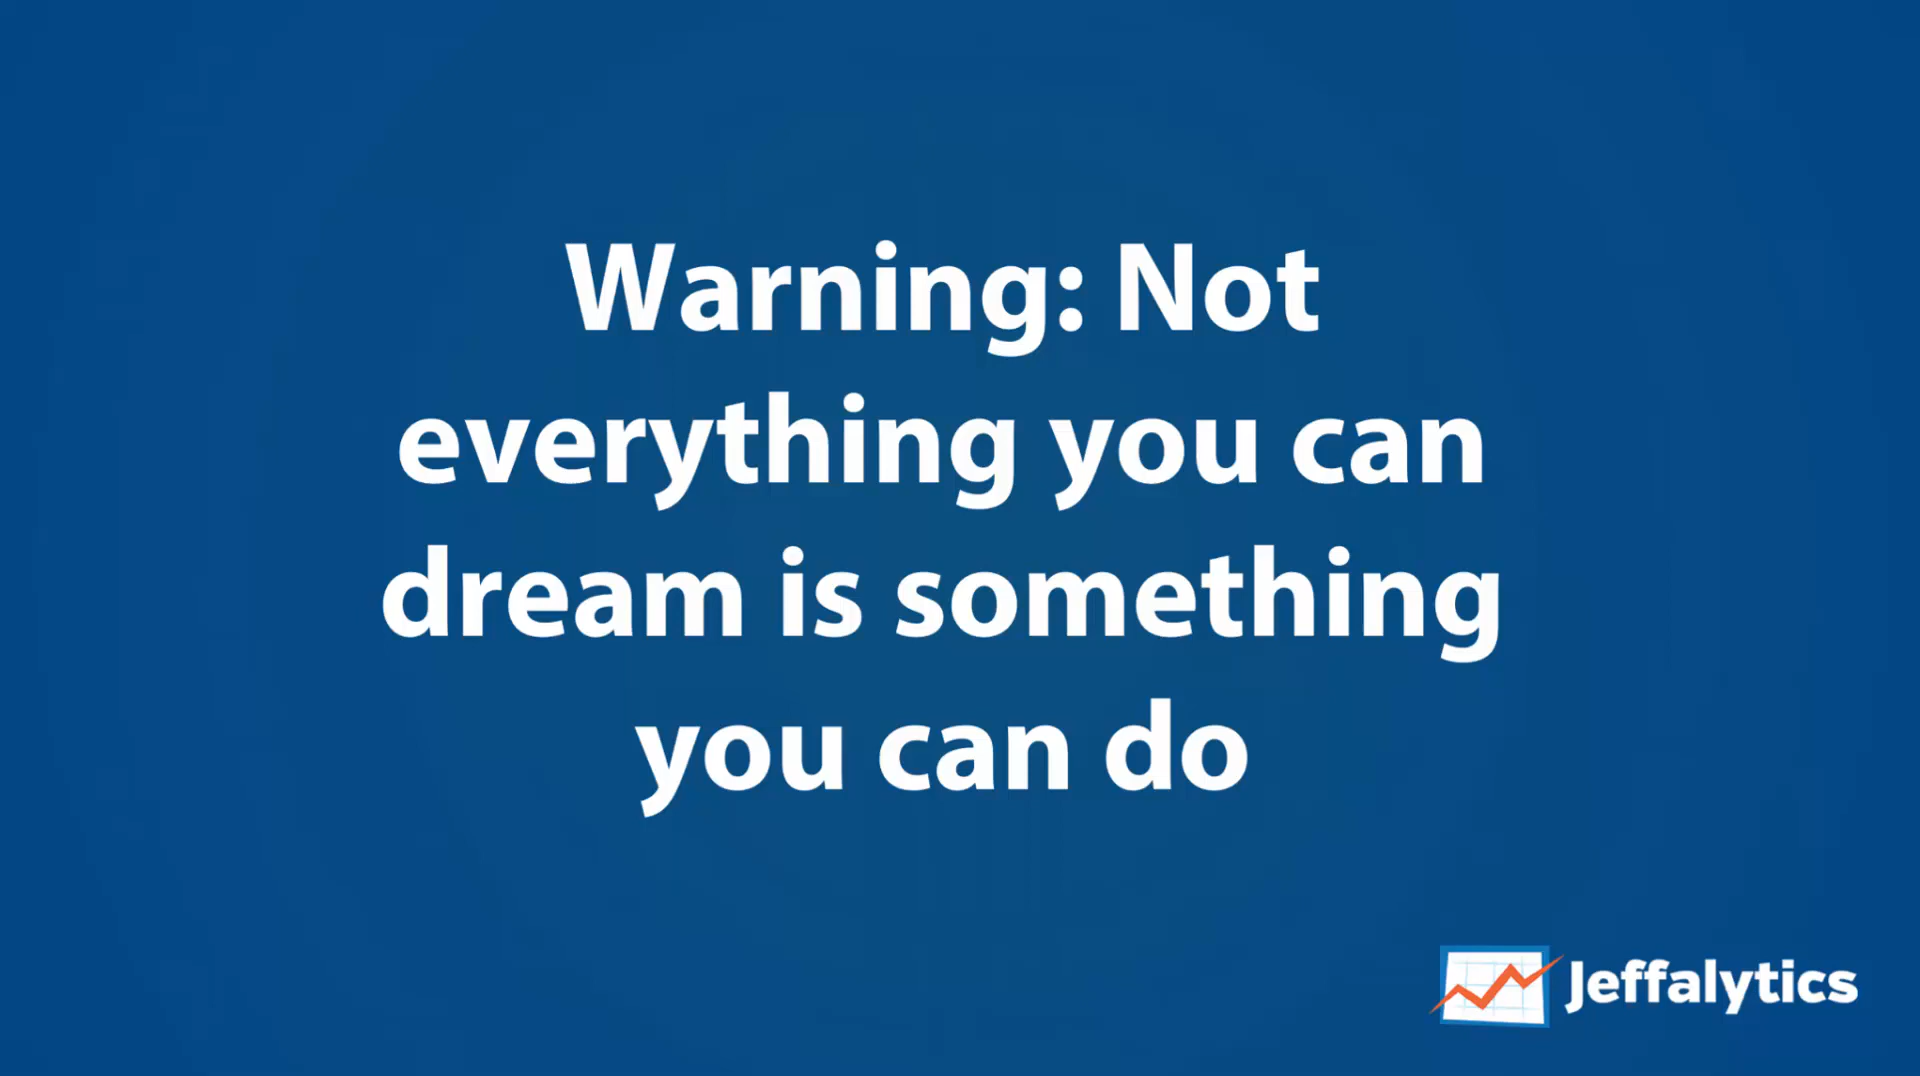 Warning: Not
everything you can
dream is something
you can do
Jeffalytics